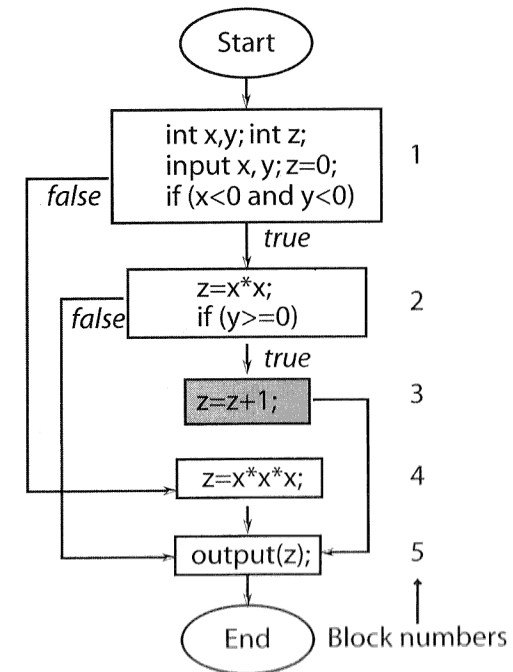 Start
int x,y; int z;
input x, y; z=0;
if (x<0 and y<0)
1
false
true
z=x*x;
if (y>=0)
2
false
true
z=z+1;
3
z=x*x*x;
4
output(z);
5
End
Block numbers